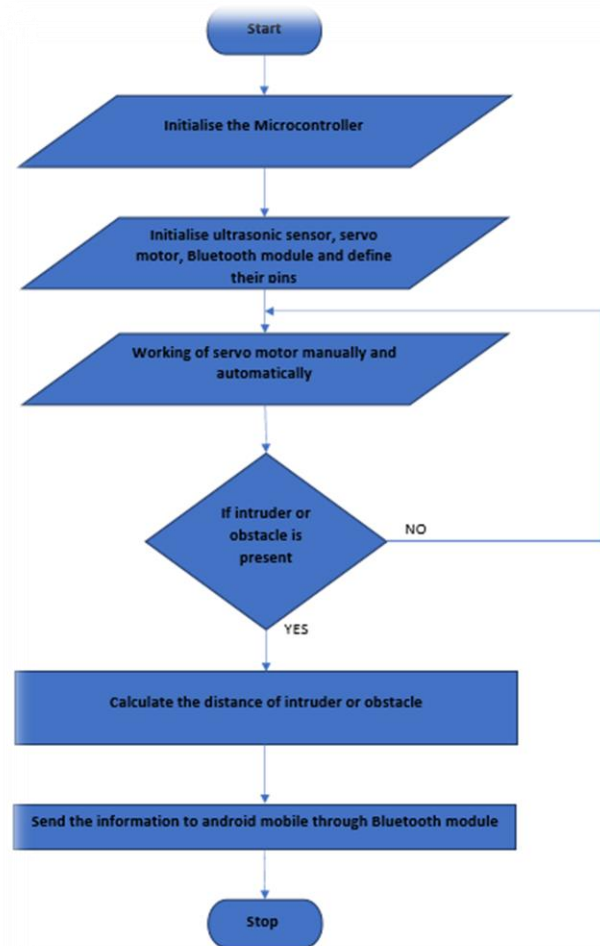 Start
Initialise the Microcontroller
Initialise ultrasonic sensor, servo
motor, Bluetooth module and define
their pins
Working of servo motor manually and
automatically
If intruder or
obstacle is
present
NO
YES
Calculate the distance of intruder or obstacle
Send the information to android mobile through Bluetooth module
Stop